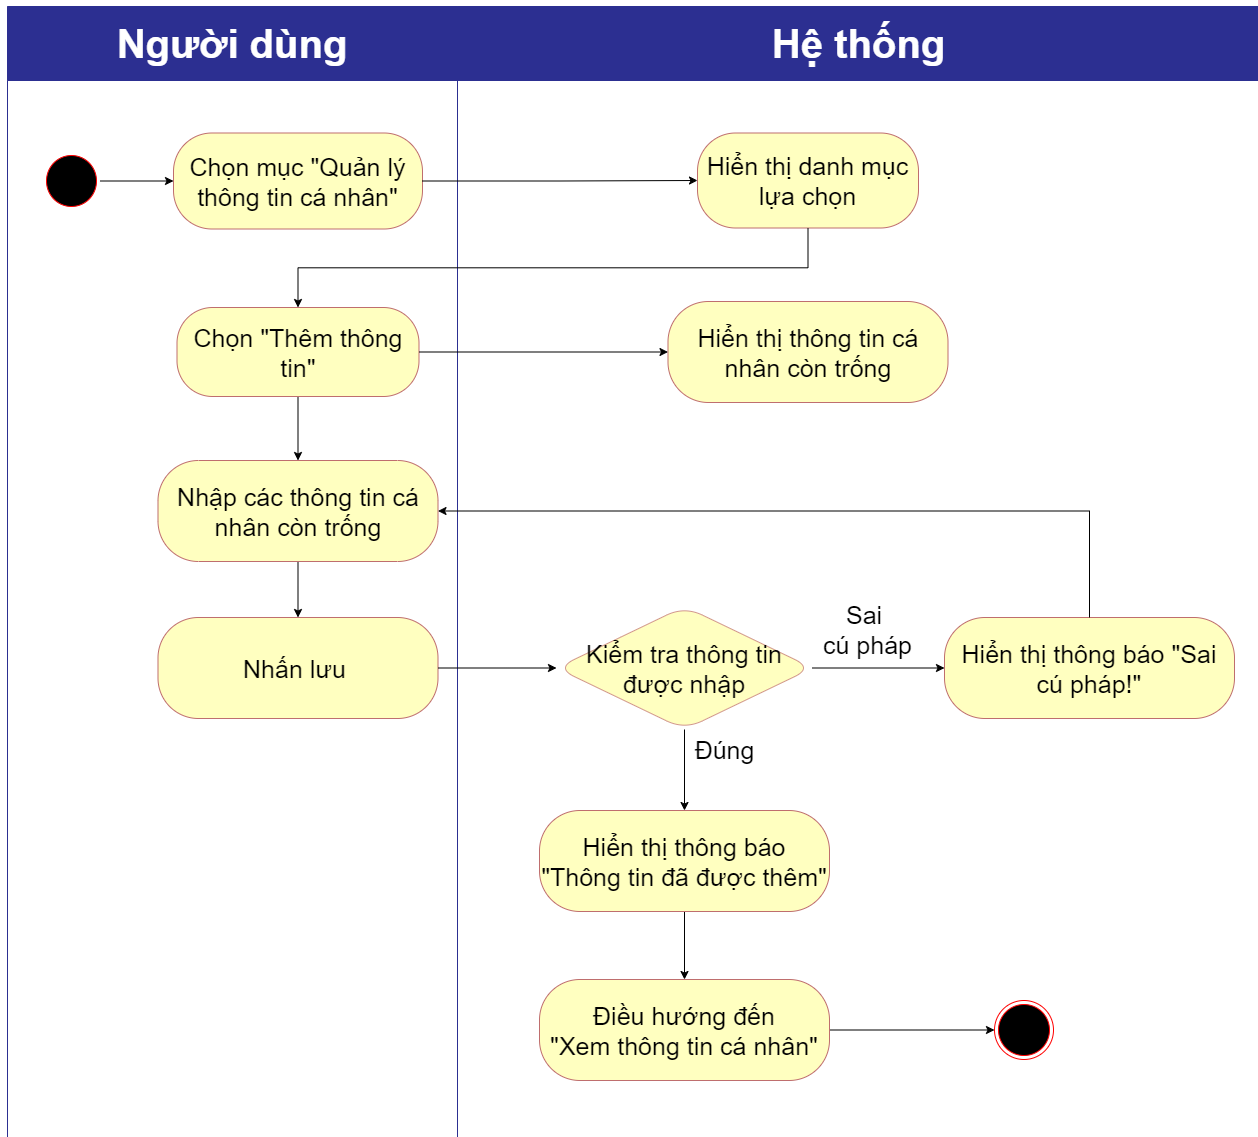 Người dùng
Hệ thống
Chọn mục "Quản lý
thông tin cá nhân"
Hiển thị danh mục
lựa chọn
Chọn "Thêm thông
tin"
Hiển thị thông tin cá
nhân còn trống
Nhập các thông tin cá
nhân còn trống
Nhấn lưu
Kiểm tra thông tin
được nhập
Sai
cú pháp
Hiển thị thông báo "Sai
cú pháp!"
Đúng
Hiển thị thông báo
"Thông tin đã được thêm"
Điều hướng đến
"Xem thông tin cá nhân"